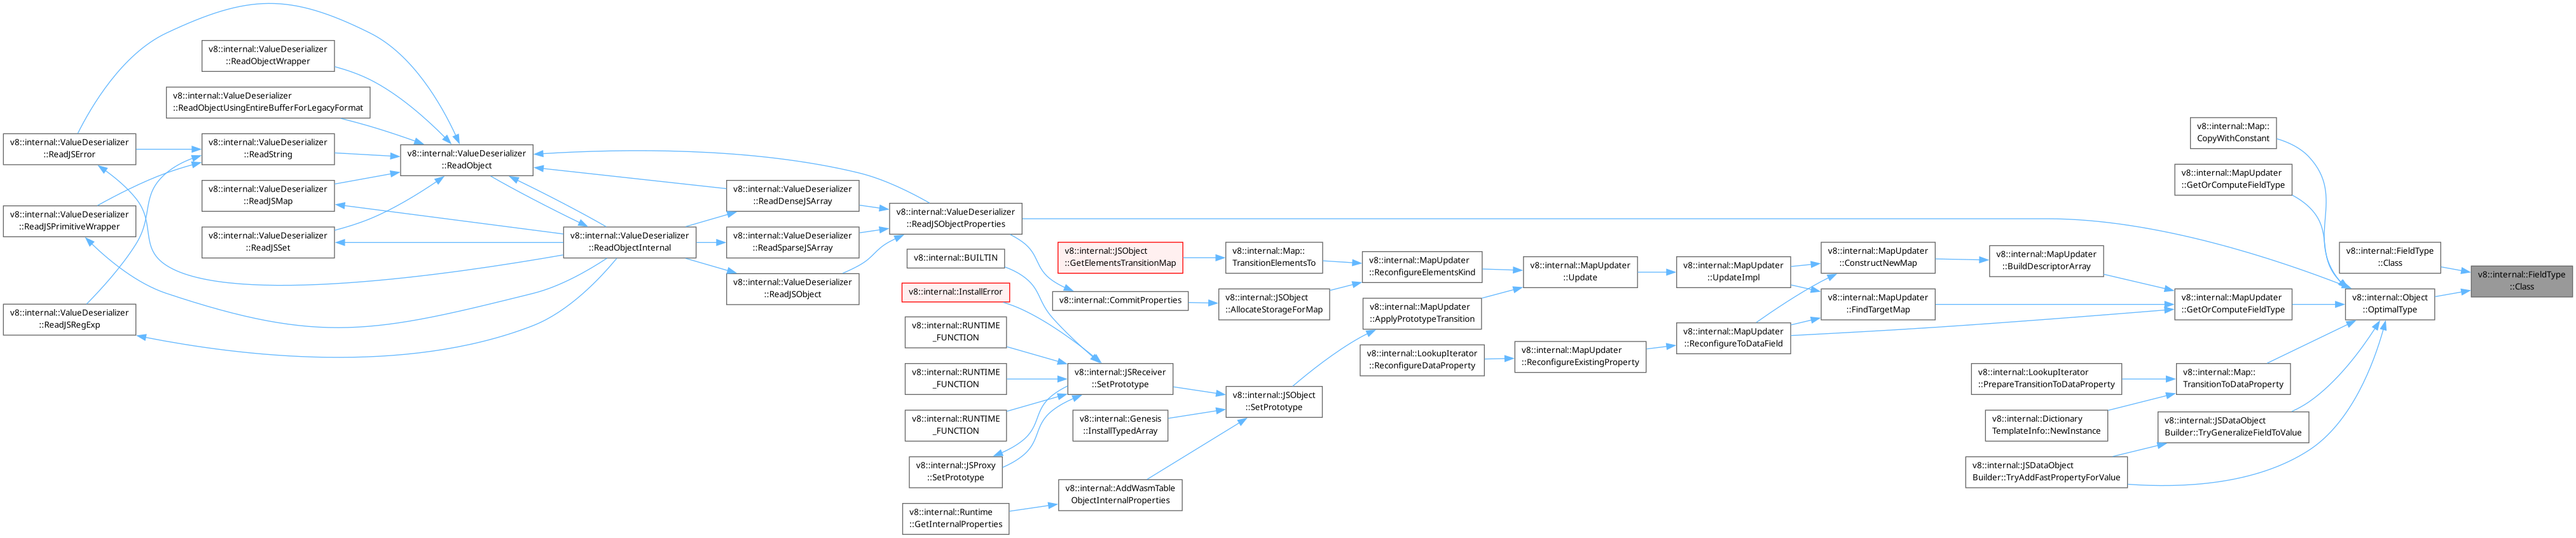 v8::internal::ValueDeserializer
::ReadJSError
v8::internal::ValueDeserializer
::ReadJSPrimitiveWrapper
v8::internal::ValueDeserializer
::ReadJSRegExp
v8::internal::ValueDeserializer
::ReadObjectWrapper
v8::internal::ValueDeserializer
::ReadObjectUsingEntireBufferForLegacyFormat
v8::internal::ValueDeserializer
::ReadString
v8::internal::ValueDeserializer
::ReadJSMap
v8::internal::ValueDeserializer
::ReadJSSet
v8::internal::ValueDeserializer
::ReadObject
v8::internal::ValueDeserializer
::ReadObjectInternal
v8::internal::ValueDeserializer
::ReadDenseJSArray
v8::internal::ValueDeserializer
::ReadSparseJSArray
v8::internal::ValueDeserializer
::ReadJSObject
v8::internal::ValueDeserializer
::ReadJSObjectProperties
v8::internal::BUILTIN
v8::internal::InstallError
v8::internal::RUNTIME
_FUNCTION
v8::internal::RUNTIME
_FUNCTION
v8::internal::RUNTIME
_FUNCTION
v8::internal::JSProxy
::SetPrototype
v8::internal::Runtime
::GetInternalProperties
v8::internal::JSObject
::GetElementsTransitionMap
v8::internal::CommitProperties
v8::internal::JSReceiver
::SetPrototype
v8::internal::Genesis
::InstallTypedArray
v8::internal::AddWasmTable
ObjectInternalProperties
v8::internal::Map::
TransitionElementsTo
v8::internal::JSObject
::AllocateStorageForMap
v8::internal::JSObject
::SetPrototype
v8::internal::MapUpdater
::ReconfigureElementsKind
v8::internal::MapUpdater
::ApplyPrototypeTransition
v8::internal::LookupIterator
::ReconfigureDataProperty
v8::internal::MapUpdater
::Update
v8::internal::MapUpdater
::ReconfigureExistingProperty
v8::internal::MapUpdater
::UpdateImpl
v8::internal::MapUpdater
::ReconfigureToDataField
v8::internal::MapUpdater
::ConstructNewMap
v8::internal::MapUpdater
::FindTargetMap
v8::internal::MapUpdater
::BuildDescriptorArray
v8::internal::LookupIterator
::PrepareTransitionToDataProperty
v8::internal::Dictionary
TemplateInfo::NewInstance
v8::internal::JSDataObject
Builder::TryAddFastPropertyForValue
v8::internal::Map::
CopyWithConstant
v8::internal::MapUpdater
::GetOrComputeFieldType
v8::internal::MapUpdater
::GetOrComputeFieldType
v8::internal::Map::
TransitionToDataProperty
v8::internal::JSDataObject
Builder::TryGeneralizeFieldToValue
v8::internal::FieldType
::Class
v8::internal::Object
::OptimalType
v8::internal::FieldType
::Class